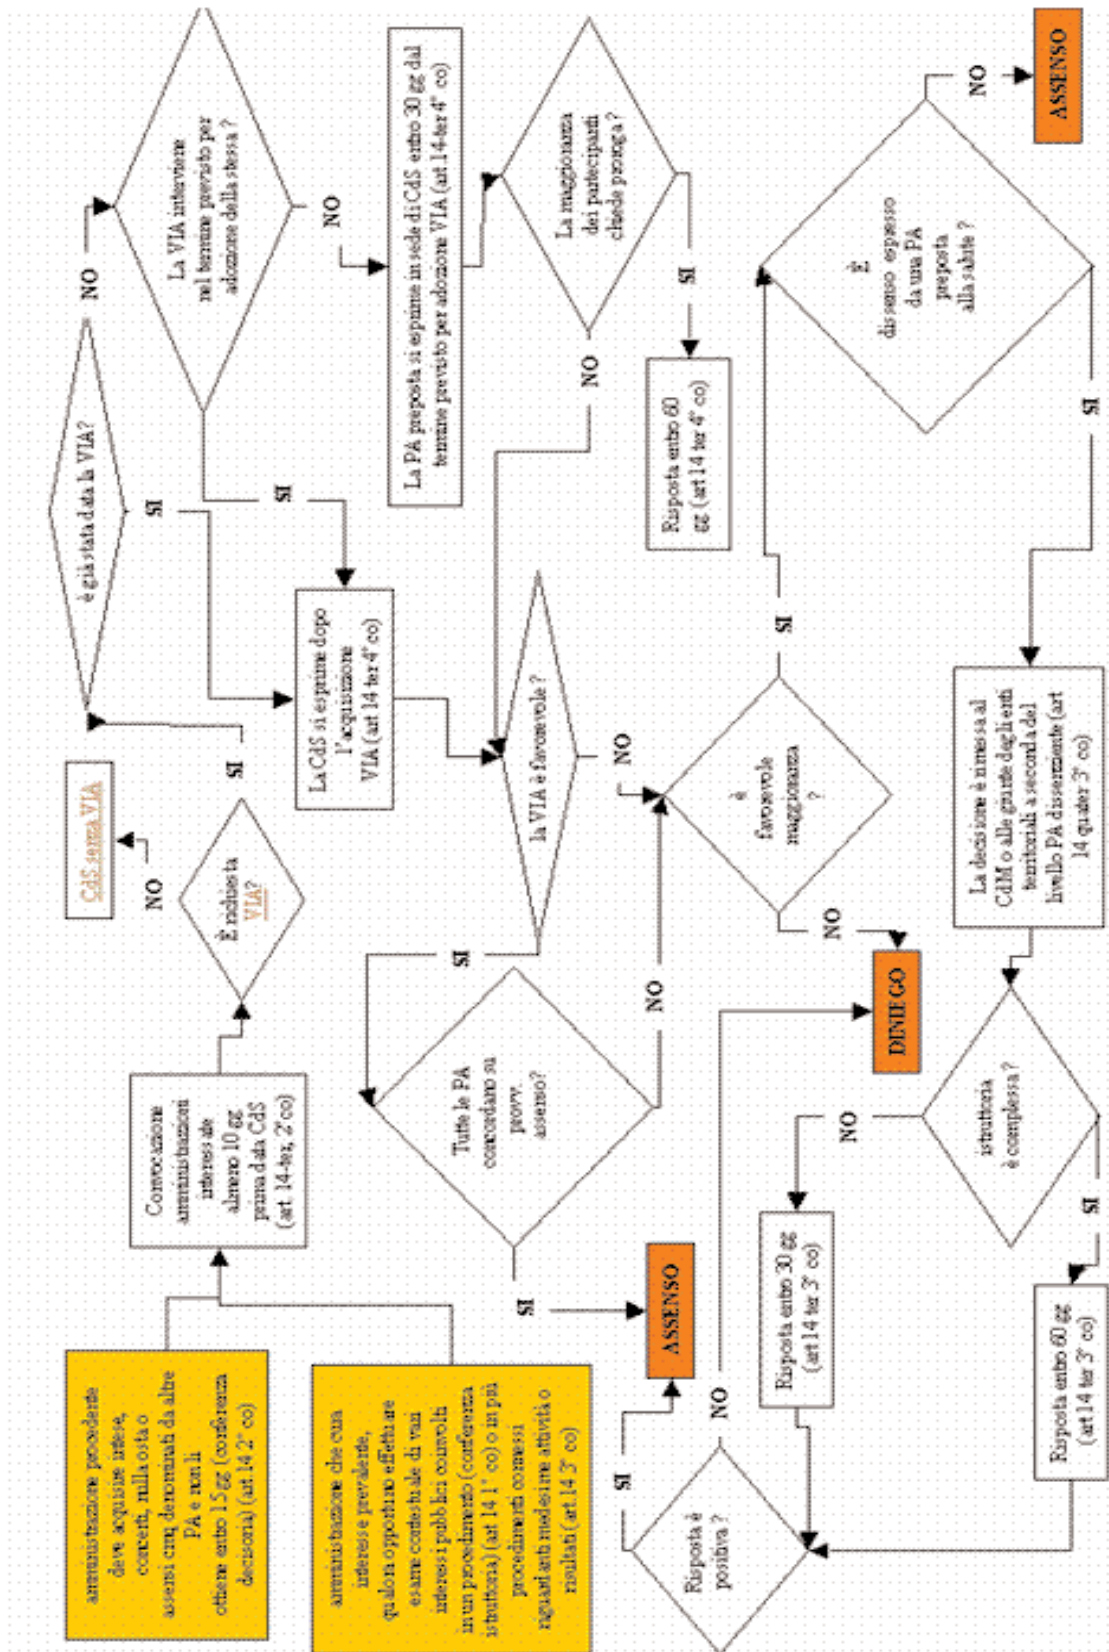 amministrazione procedente
deve acquisire intese,
concerti, nulla osta o
assensi cmq denominati da altre
PA e non li
ottiene entro 15 gg (conferenza
decisoria) (art.14 2° co)
amministrazione che cura
interesse prevalente,
qualora opportuno effettuare
esame contestuale di vari
interessi pubblici coinvolti
in un procedimento (conferenza
istruttoria) (art 14 1° co) o in più
procedimenti connessi
riguardanti medesime attività o
risultati (art.14 3° co)
Convocazione
amministrazioni
interessate
almeno 10 gg
prima data CdS
(art. 14-ter, 2°co)
È richiesta
VIA?
NO
CdS senza VIA
SI
è già stata data la VIA?
NO
SI
La VIA interviene
nel termine previsto per
adozione della stessa ?
SI
NO
La CdS si esprime dopo
l'acquisizione
VIA (art 14 ter 4° co)
La PA preposta si esprime in sede di CdS entro 30 gg dal
termine previsto per adozione VIA (art 14-ter 4° co)
La maggioranza
dei partecipanti
chiede proroga ?
NO
SI
Risposta entro 60
gg (art 14 ter 4° co)
la VIA è favorevole ?
SI
NO
Tutte le PA
concordano su
provv.
assenso?
SI
NO
ASSENSO
è
favorevole
maggioranza
?
NO
SI
DINIEGO
È
dissenso espresso
da una PA
preposta
alla salute ?
NO
ASSENSO
SI
La decisione è rimessa al
CdM o alle giunte degli enti
territoriali a seconda del
livello PA dissenziente (art
14 quater 3° co)
istruttoria
è complessa ?
NO
SI
Risposta entro 30 gg
(art 14 ter 3° co)
Risposta entro 60 gg
(art 14 ter 3° co)
Risposta è
positiva ?
SI
NO